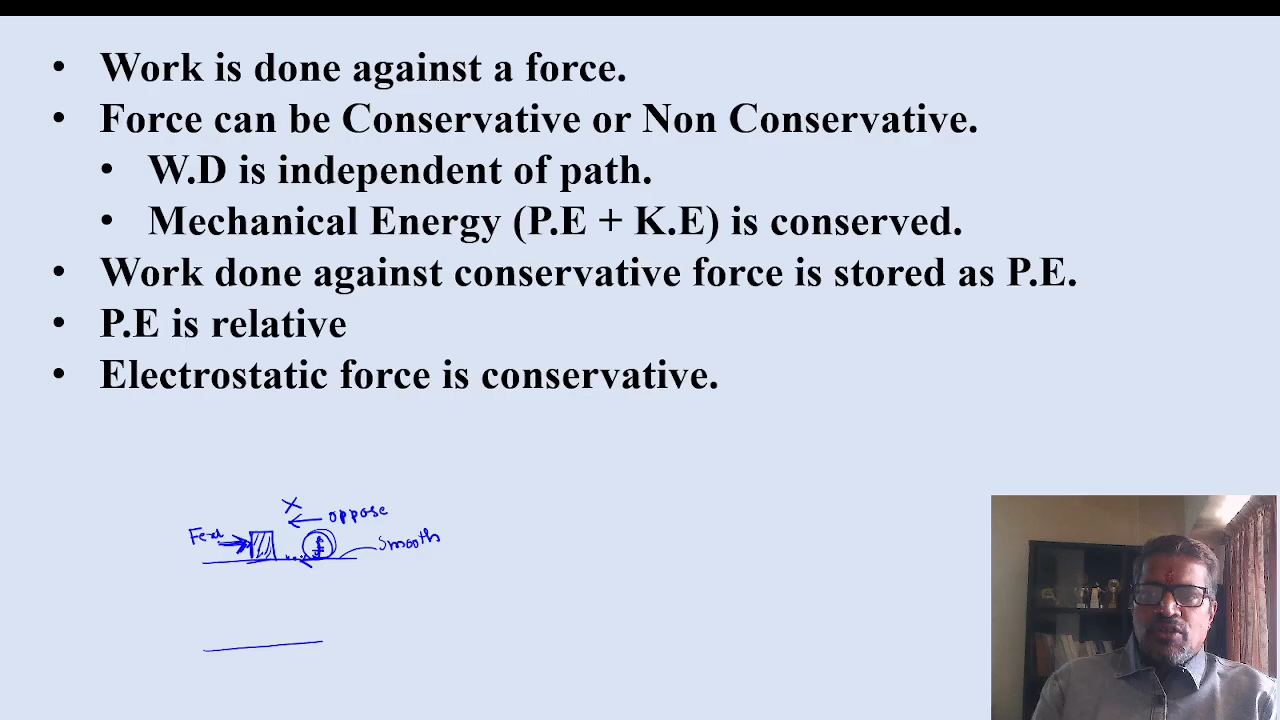 • Work is done against a force.
• Force can be Conservative or Non Conservative.
• W.D is independent of path.
• Mechanical Energy (P.E + K.E) is conserved.
• Work done against conservative force is stored as P.E.
• P.E is relative
• Electrostatic force is conservative.
X
oppose
Fext
f
Smooth